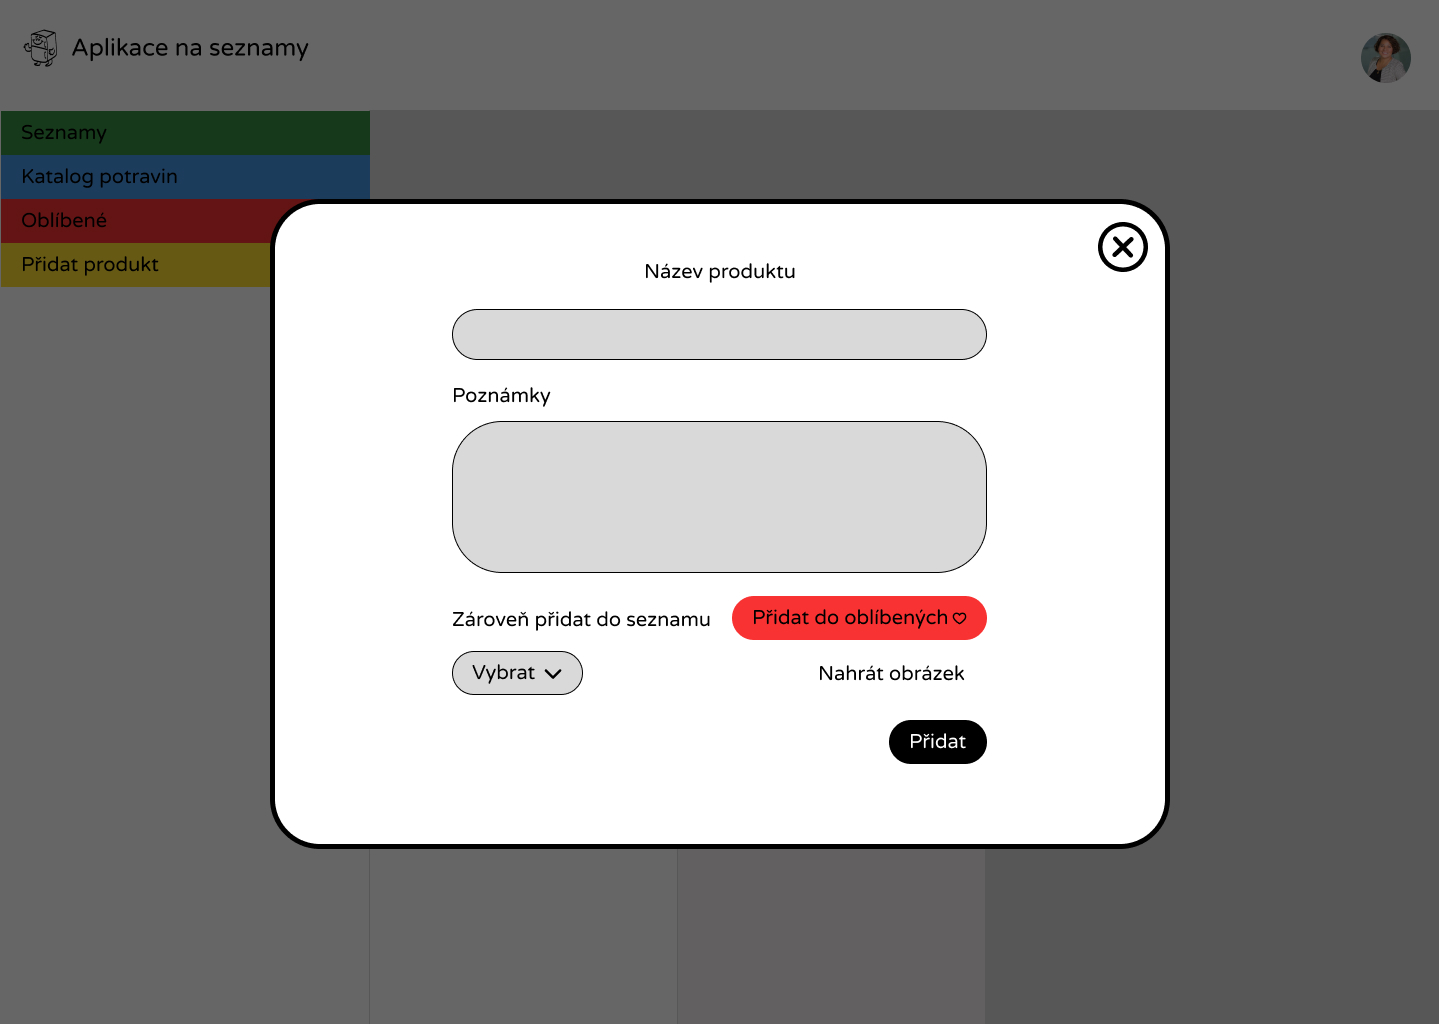 Aplikace na seznamy
Seznamy
Katalog potravin
Oblíbené
Přidat produkt
Název produktu
Poznámky
Zároveň přidat do seznamu
Přidat do oblíbených
Vybrat
Nahrát obrázek
Přidat